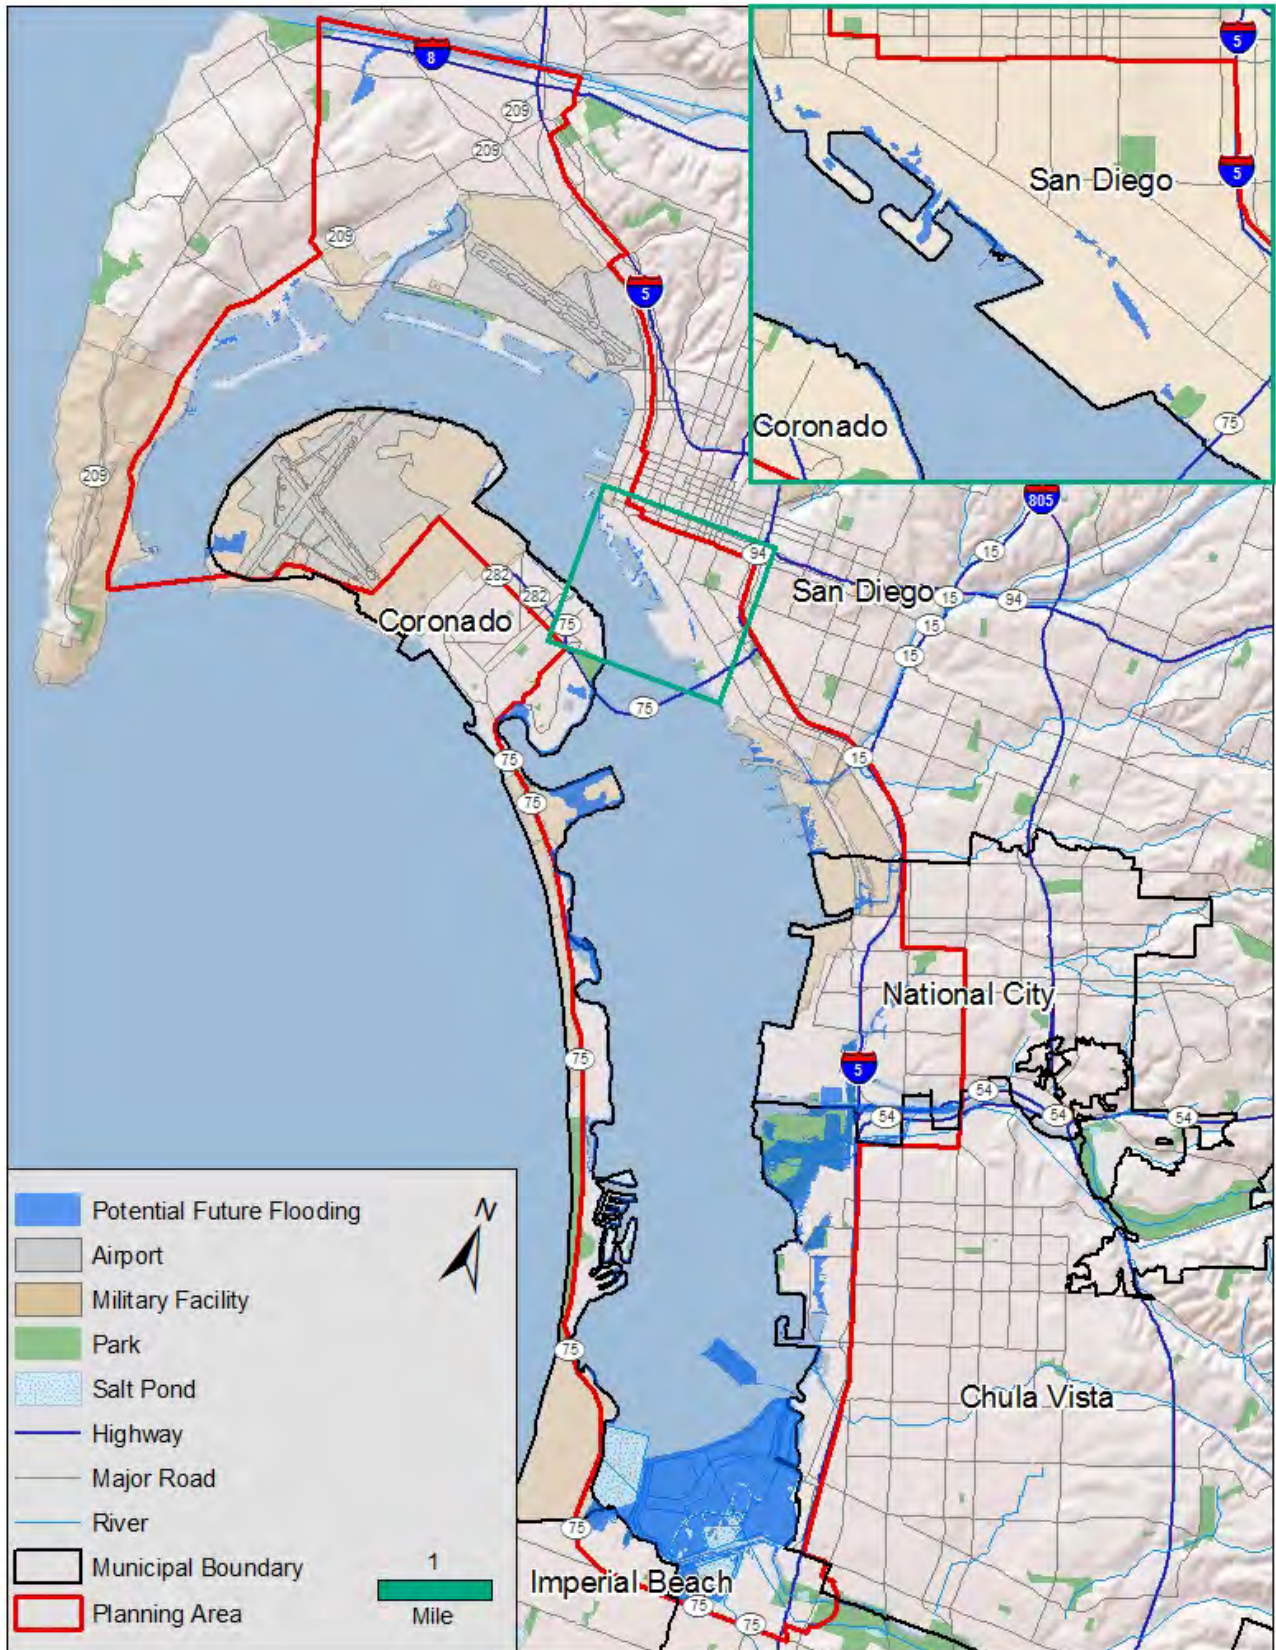 8
209
209
209
5
209
5
5
San Diego
Coronado
75
805
94
15
San Diego
15
94
15
15
282
282
75
Coronado
75
75
75
15
National City
75
5
54
54
54
54
75
Chula Vista
75
Imperial Beach
75
75
Potential Future Flooding
Airport
Military Facility
Park
Salt Pond
Highway
Major Road
River
Municipal Boundary
Planning Area
N
1
Mile